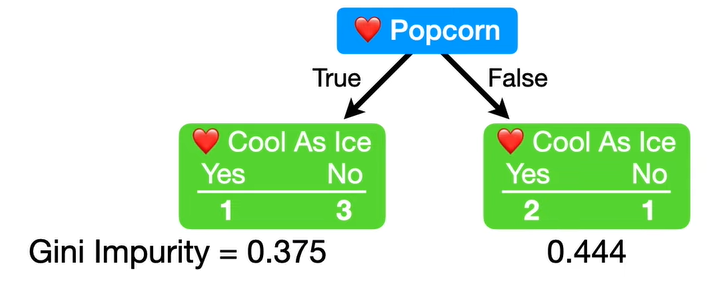 ❤️ Popcorn
True
False
❤️ Cool As Ice
Yes No
1 3
❤️ Cool As Ice
Yes No
2 1
Gini Impurity = 0.375
0.444